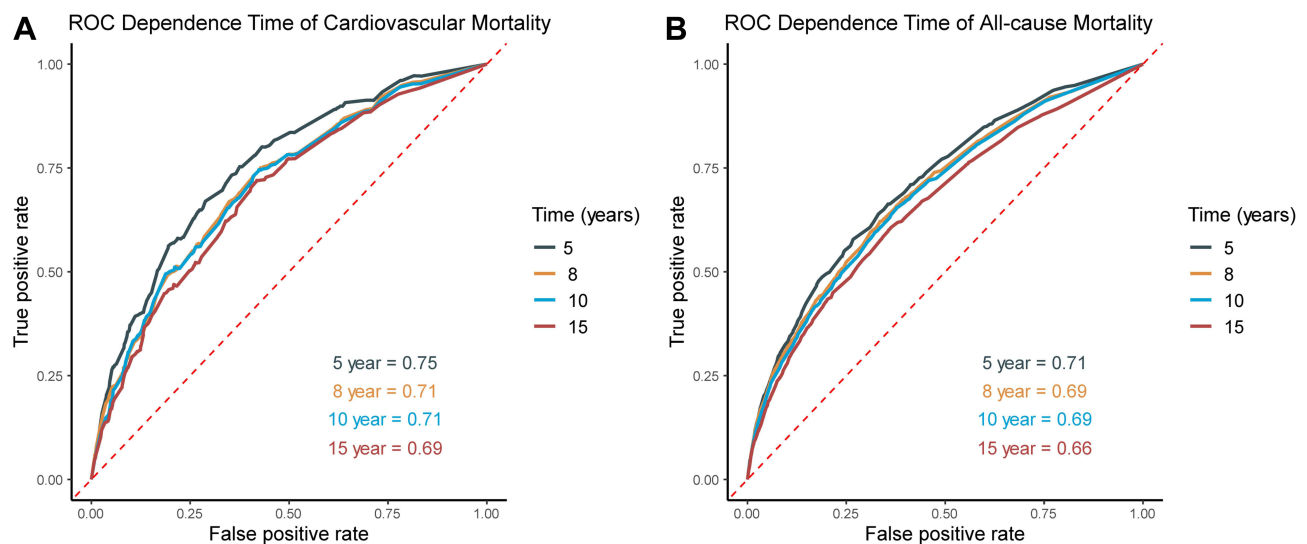 A
ROC Dependence Time of Cardiovascular Mortality
1.00
0.75
0.50
0.25
0.00
True positive rate
0.00
0.25
0.50
0.75
1.00
False positive rate
5 year = 0.75
8 year = 0.71
10 year = 0.71
15 year = 0.69
Time (years)
5
8
10
15
B
ROC Dependence Time of All-cause Mortality
1.00
0.75
0.50
0.25
0.00
True positive rate
0.00
0.25
0.50
0.75
1.00
False positive rate
5 year = 0.71
8 year = 0.69
10 year = 0.69
15 year = 0.66
Time (years)
5
8
10
15